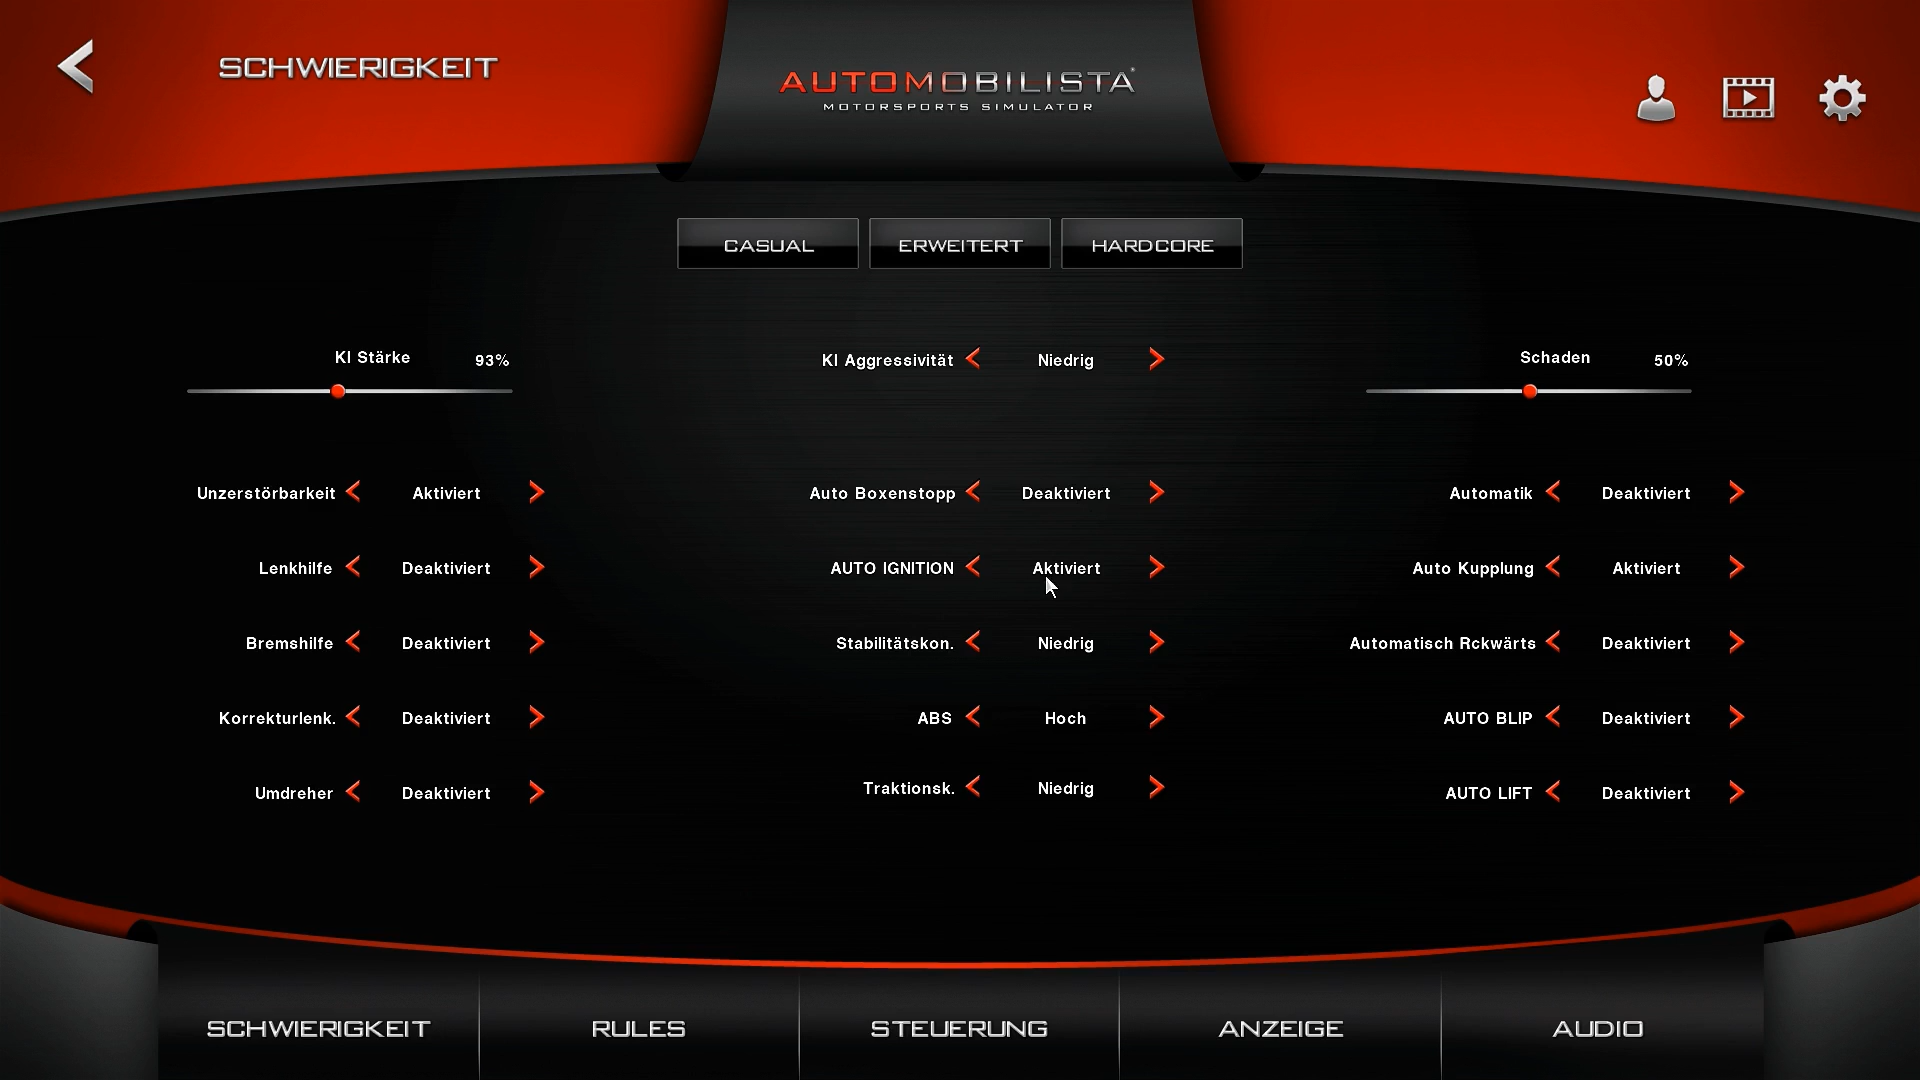 SCHWIERIGKEIT
AUTOMOBILISTA
MOTORSPORTS SIMULATOR
CASUAL ERWEITERT HARDCORE
KI Stärke 93% KI Aggressivität Niedrig Schaden 50%
Unzerstörbarkeit Aktiviert Auto Boxenstopp Deaktiviert Automatik Deaktiviert
Lenkhilfe Deaktiviert AUTO IGNITION Aktiviert Auto Kupplung Aktiviert
Bremshilfe Deaktiviert Stabilitätskon. Niedrig Automatisch Rckwärts Deaktiviert
Korrekturlenk. Deaktiviert ABS Hoch AUTO BLIP Deaktiviert
Umdreher Deaktiviert Traktionsk. Niedrig AUTO LIFT Deaktiviert
SCHWIERIGKEIT RULES STEUERUNG ANZEIGE AUDIO